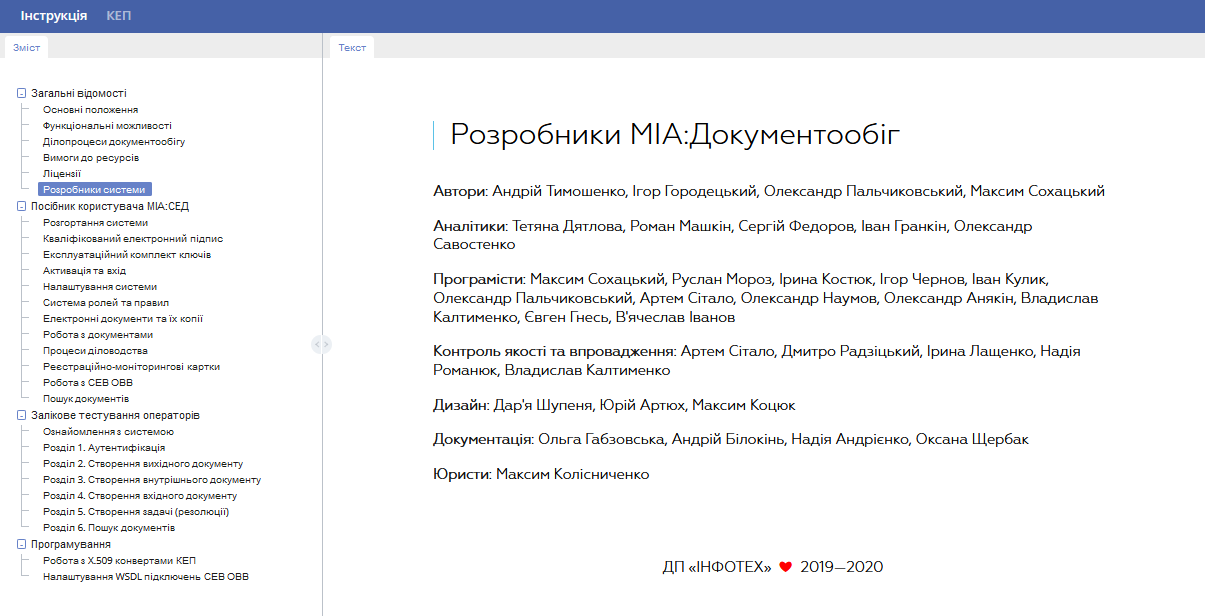 Інструкція КЕП
Зміст
Текст
Загальні відомості
Основні положення
Функціональні можливості
Ділопроцеси документообігу
Вимоги до ресурсів
Ліцензії
Розробники системи
Посібник користувача МІА:СЕД
Розгортання системи
Кваліфікований електронний підпис
Експлуатаційний комплект ключів
Активація та вхід
Налаштування системи
Система ролей та правил
Електронні документи та їх копії
Робота з документами
Процеси діловодства
Реєстраційно-моніторингові картки
Робота з СЕВ ОВВ
Пошук документів
Залікове тестування операторів
Ознайомлення з системою
Розділ 1. Аутентифікація
Розділ 2. Створення вихідного документу
Розділ 3. Створення внутрішнього документу
Розділ 4. Створення вхідного документу
Розділ 5. Створення задачі (резолюції)
Розділ 6. Пошук документів
Програмування
Робота з X.509 конвертами КЕП
Налаштування WSDL підключень СЕВ ОВВ
Розробники МІА:Документообіг
Автори: Андрій Тимошенко, Ігор Городецький, Олександр Пальчиковський, Максим Сохацький
Аналітики: Тетяна Дятлова, Роман Машкін, Сергій Федоров, Іван Гранкін, Олександр
Савостенко
Програмісти: Максим Сохацький, Руслан Мороз, Ірина Костюк, Ігор Чернов, Іван Кулик,
Олександр Пальчиковський, Артем Сітало, Олександр Наумов, Олександр Анякін, Владислав
Калтименко, Євген Гнесь, В'ячеслав Іванов
Контроль якості та впровадження: Артем Сітало, Дмитро Радзіцький, Ірина Лащенко, Надія
Романюк, Владислав Калтименко
Дизайн: Дар'я Шупеня, Юрій Артюх, Максим Коцюк
Документація: Ольга Габзовська, Андрій Білокінь, Надія Андрієнко, Оксана Щербак
Юристи: Максим Колісниченко
ДП «ІНФОТЕХ» ❤ 2019—2020